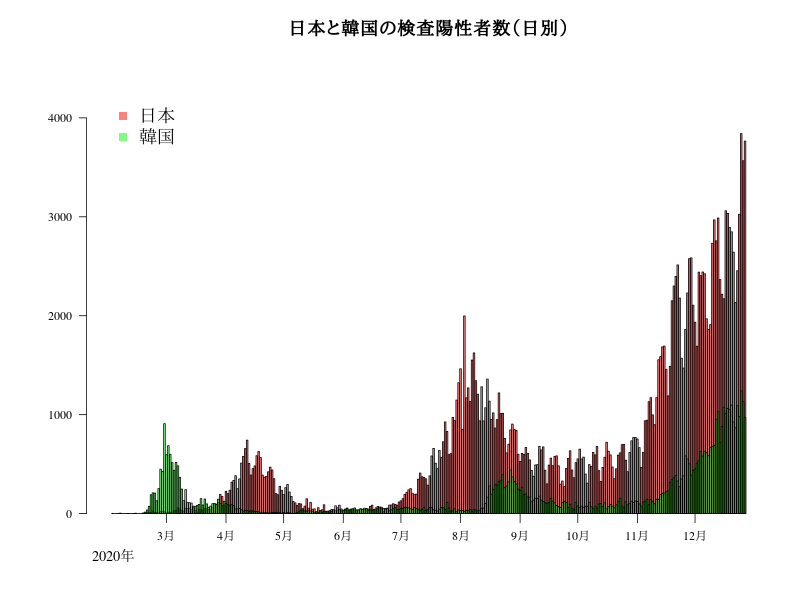 日本と韓国の検査陽性者数（日別）
日本
韓国
4000
3000
2000
1000
0
3月 4月 5月 6月 7月 8月 9月 10月 11月 12月
2020年